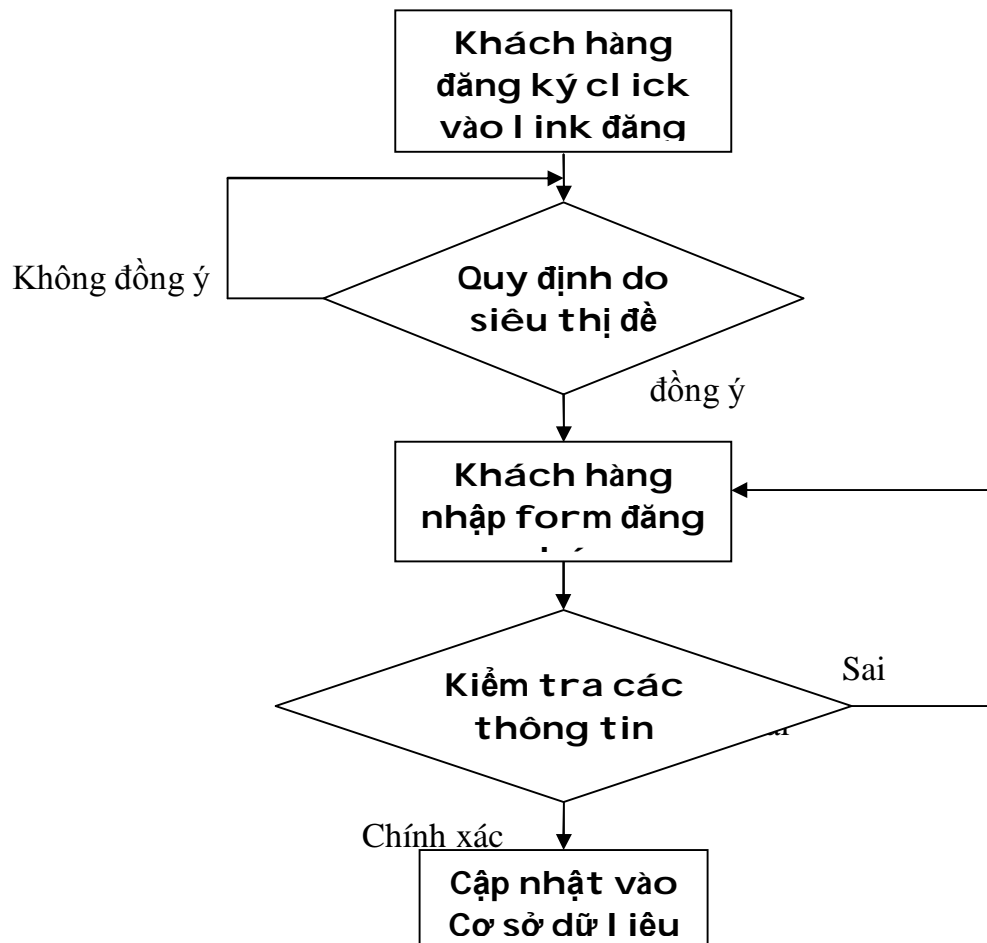 Khách hàng
đăng ký click
vào link đăng
Không đồng ý
Quy định do
siêu thị đề
đồng ý
Khách hàng
nhập form đăng
Kiểm tra các
thông tin
Sai
Chính xác
Cập nhật vào
Cơ sở dữ liêu